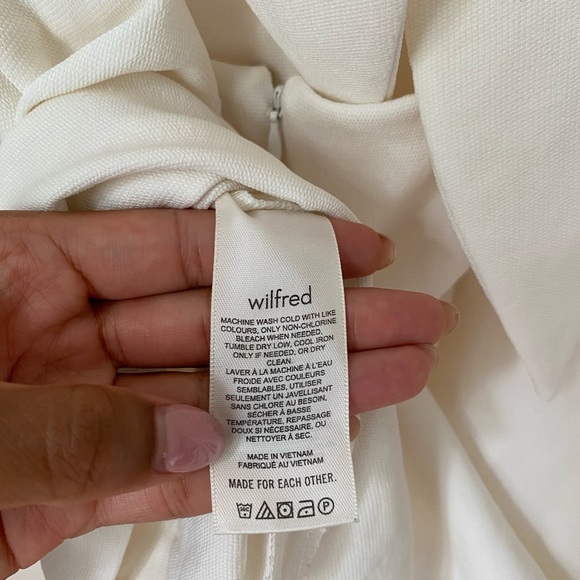 wilfred
MACHINE WASH COLD WITH LIKE
COLOURS, ONLY NON-CHLORINE
BLEACH WHEN NEEDED.
TUMBLE DRY LOW, COOL IRON
ONLY IF NEEDED, OR DRY
CLEAN.
LAVER À LA MACHINE À L'EAU
FROIDE AVEC COULEURS
SEMBLABLES, UTILISER
SEULEMENT UN JAVELLISANT
SANS CHLORE AU BESOIN,
SÉCHER À BASSE
TEMPÉRATURE, REPASSAGE
DOUX SI NÉCESSAIRE, OU
NETTOYER À SEC.
MADE IN VIETNAM
FABRIQUÉ AU VIETNAM
MADE FOR EACH OTHER.
P